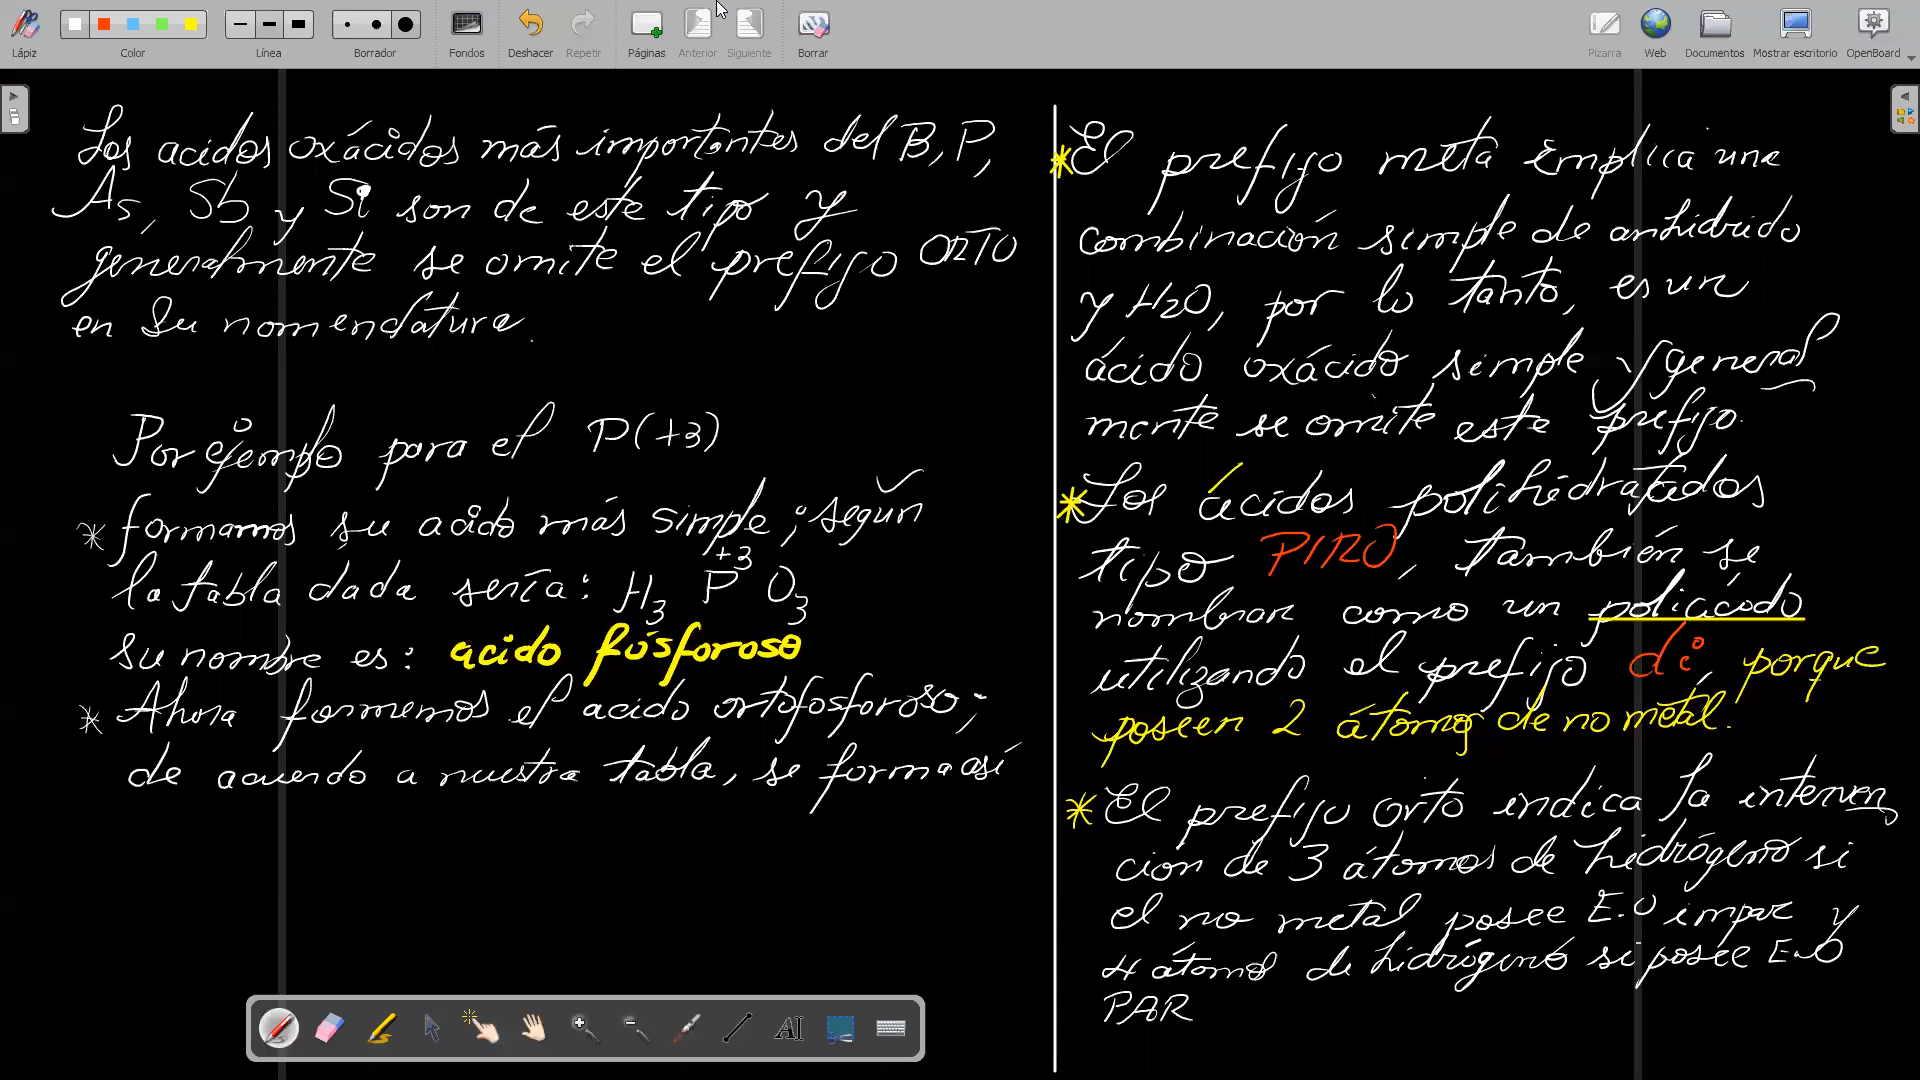 Lápiz Color Línea Borrador Fondos Deshacer Repetir Páginas Anterior Siguiente Borrar Pizarra Web Documentos Mostrar escritorio OpenBoard
Los acidos oxácidos más importantes del B, P,
As, Sb y Si son de este tipo y
generalmente se omite el prefijo ORTO
en su nomenclatura.
Por ejemplo para el P(+3)
* formamos su acido más simple; según
la tabla dada sería: H3 P+3 O3
su nombre es: acido fósforoso
* Ahora formemos el acido ortofosforoso;
de acuerdo a nuestra tabla, se forma así
* El prefijo meta implica una
combinación simple de anhidrido
y H2O, por lo tanto, es un
ácido oxácido simple y general
mente se omite este prefijo.
* Los ácidos polihidratados
tipo PIRO, también se
nombran como un poliácido
utilizando el prefijo di, porque
poseen 2 átomos de no metal.
* El prefijo orto indica la interven
ción de 3 átomos de hidrógeno si
el no metal posee E.O impar y
4 átomos de hidrógeno si posee E.O
PAR